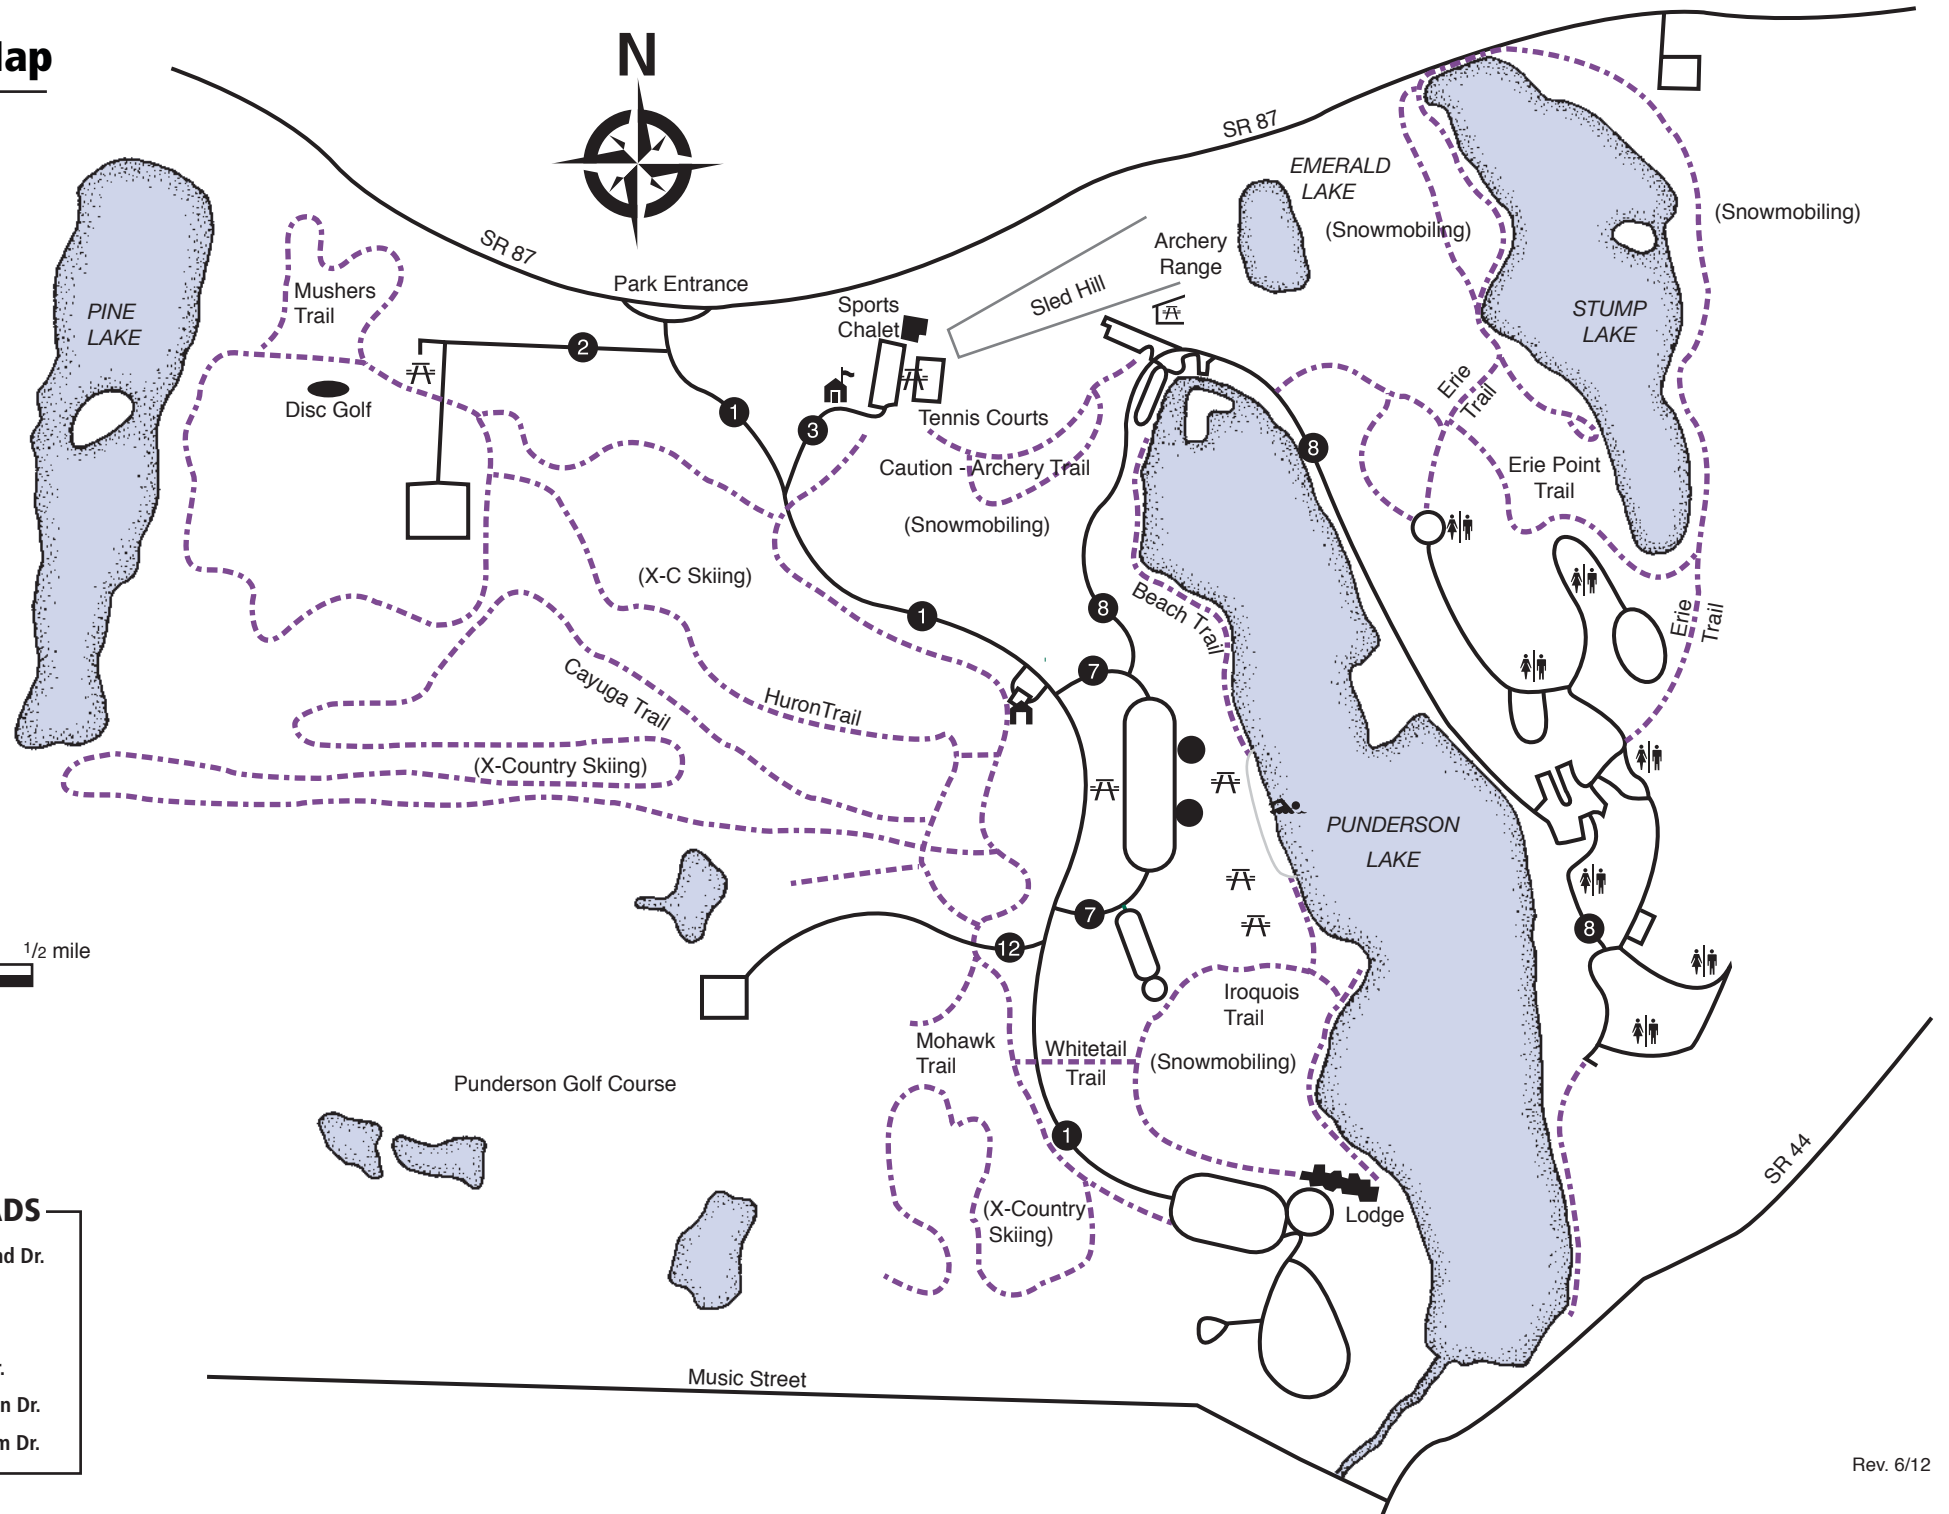 Map
N
SR 87
SR 87
Park Entrance
EMERALD
LAKE
(Snowmobiling)
(Snowmobiling)
Archery
Range
Sled Hill
Sports
Chalet
Mushers
Trail
PINE
LAKE
STUMP
LAKE
2
1
3
Disc Golf
Tennis Courts
Erie
Trail
8
Caution - Archery Trail
Erie Point
Trail
(Snowmobiling)
(X-C Skiing)
1
8
Beach Trail
Erie
Trail
7
Cayuga Trail
HuronTrail
(X-Country Skiing)
PUNDERSON
LAKE
7
8
12
1/2 mile
Iroquois
Trail
Mohawk
Trail
Whitetail
Trail
(Snowmobiling)
Punderson Golf Course
1
SR 44
(X-Country
Skiing)
Lodge
ADS
nd Dr.
r.
n Dr.
m Dr.
Music Street
Rev. 6/12